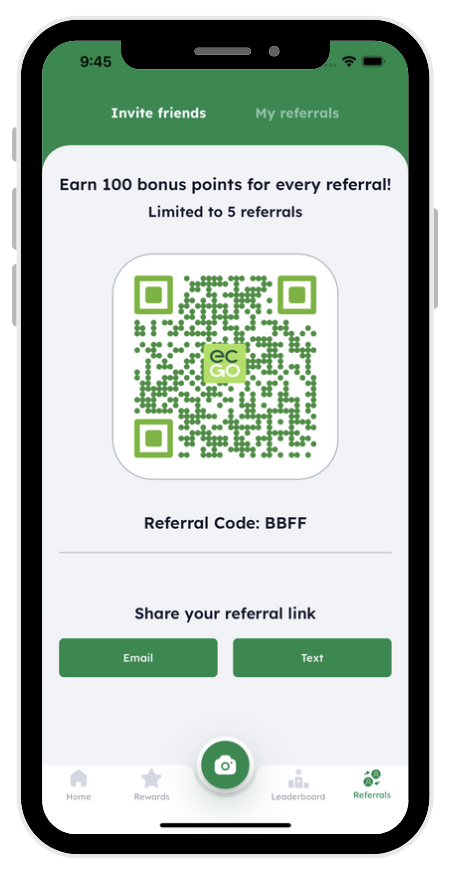 9:45
Invite friends My referrals
Earn 100 bonus points for every referral!
Limited to 5 referrals
ec
GO
Referral Code: BBFF
Share your referral link
Email Text
Home Rewards Leaderboard Referrals